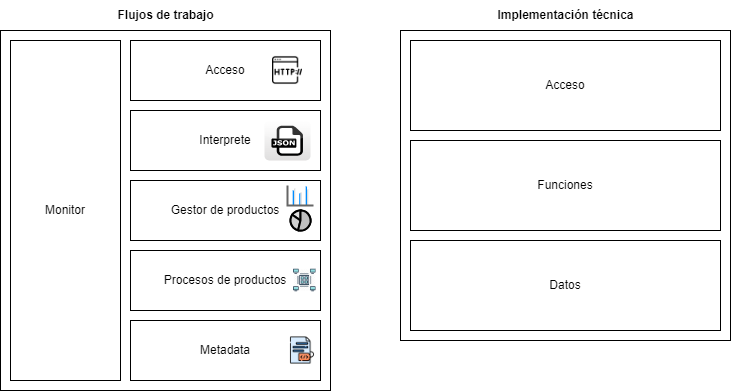 Flujos de trabajo
Implementación técnica
Monitor
Acceso
HTTP://
Interprete
JSON
Gestor de productos
Procesos de productos
Metadata
Acceso
Funciones
Datos